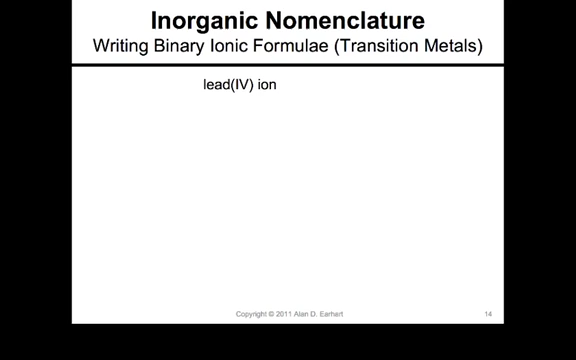 Inorganic Nomenclature
Writing Binary Ionic Formulae (Transition Metals)
lead(IV) ion
Copyright © 2011 Alan D. Earhart
14